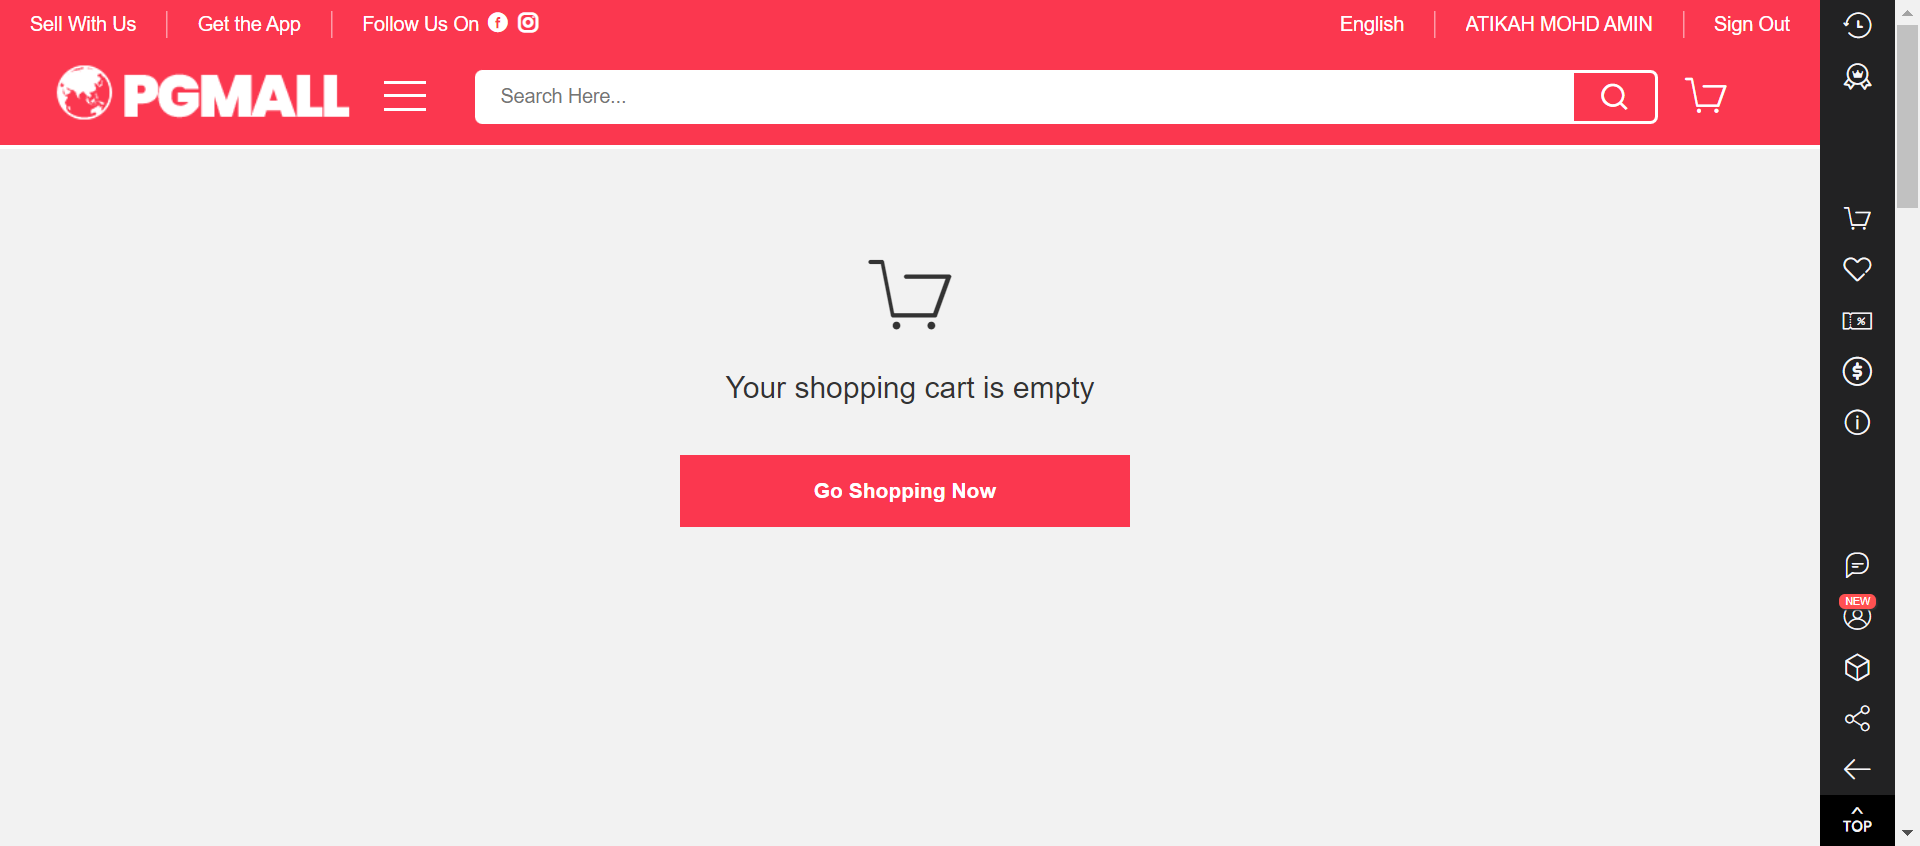 Sell With Us
Get the App
Follow Us On
English
ATIKAH MOHD AMIN
Sign Out
PGMALL
Search Here...
Your shopping cart is empty
Go Shopping Now
NEW
TOP